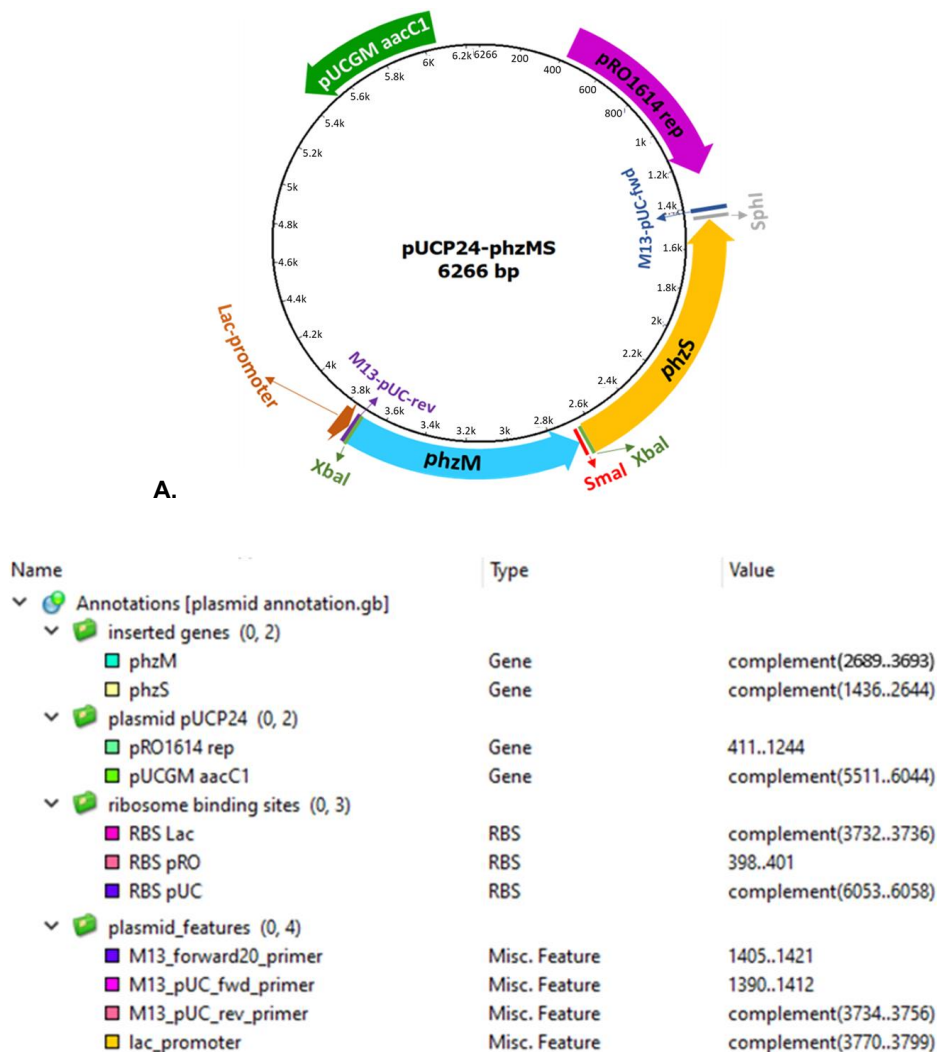 pUCGM aacC1
pRO1614 rep
6.2k 6266 200 400 600 800 1k 1.2k 1.4k 1.6k 1.8k 2k 2.2k 2.4k 2.6k 2.8k 3k 3.2k 3.4k 3.6k 3.8k 4k 4.2k 4.4k 4.6k 4.8k 5k 5.2k 5.4k 5.6k 5.8k 6K
M13-pUC-fwd
SphI
pUCP24-phzMS
6266 bp
phzS
Lac-promoter
M13-pUC-rev
XbaI
phzM
SmaI
XbaI
A.
Name Type Value
Annotations [plasmid annotation.gb]
inserted genes (0, 2)
phzM Gene complement(2689..3693)
phzS Gene complement(1436..2644)
plasmid pUCP24 (0, 2)
pRO1614 rep Gene 411..1244
pUCGM aacC1 Gene complement(5511..6044)
ribosome binding sites (0, 3)
RBS Lac RBS complement(3732..3736)
RBS pRO RBS 398..401
RBS pUC RBS complement(6053..6058)
plasmid_features (0, 4)
M13_forward20_primer Misc. Feature 1405..1421
M13_pUC_fwd_primer Misc. Feature 1390..1412
M13_pUC_rev_primer Misc. Feature complement(3734..3756)
lac_promoter Misc. Feature complement(3770..3799)